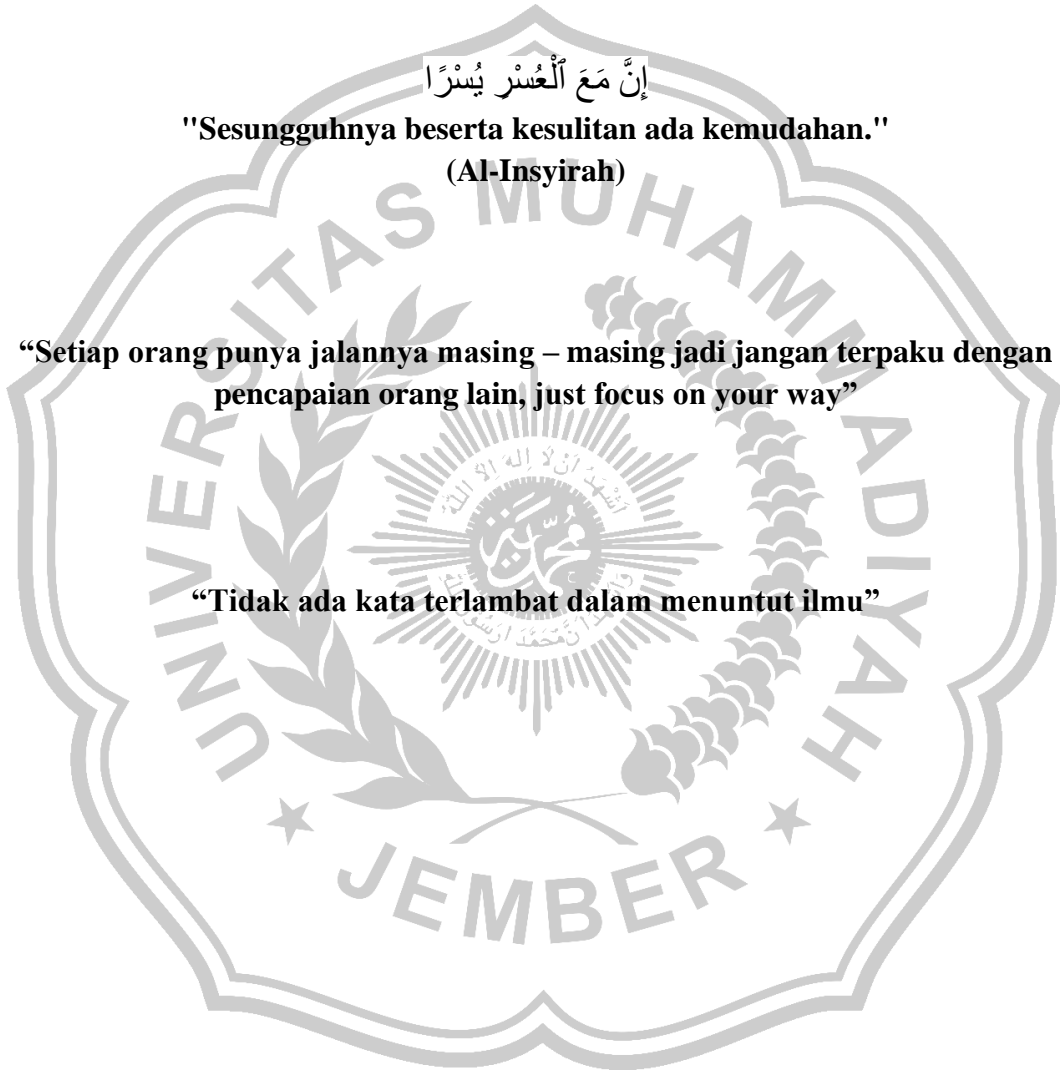 إِنَّ مَعَ ٱلْعُسْرِ يُسْرًا
"Sesungguhnya beserta kesulitan ada kemudahan."
(Al-Insyirah)
“Setiap orang punya jalannya masing – masing jadi jangan terpaku dengan
pencapaian orang lain, just focus on your way”
“Tidak ada kata terlambat dalam menuntut ilmu”
UNIVERSITAS MUHAMMADIYAH
JEMBER